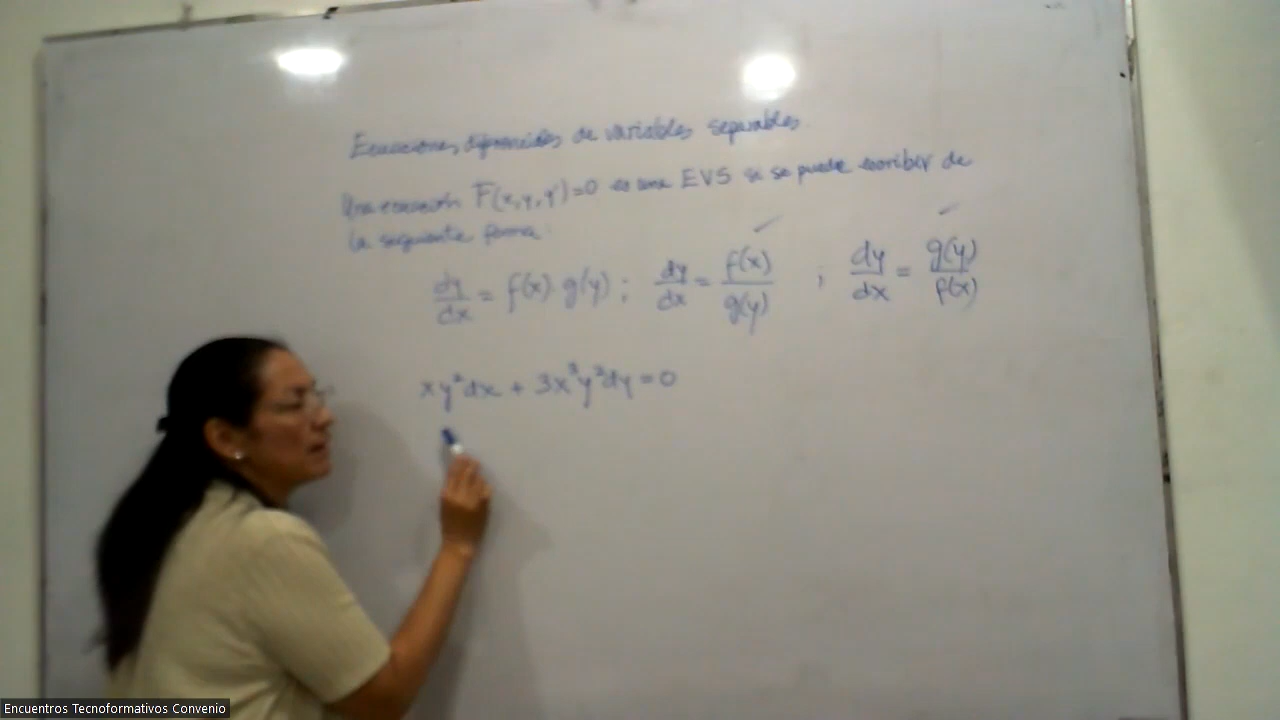 Ecuaciones diferenciales de variables separables
Una ecuación F(x,y,y')=0 es una EVS si se puede escribir de
la siguiente forma:
dy/dx = f(x) · g(y) ; dy/dx = f(x)/g(y) ; dy/dx = g(y)/f(x)
xy²dx + 3x³y²dy = 0
Encuentros Tecnoformativos Convenio